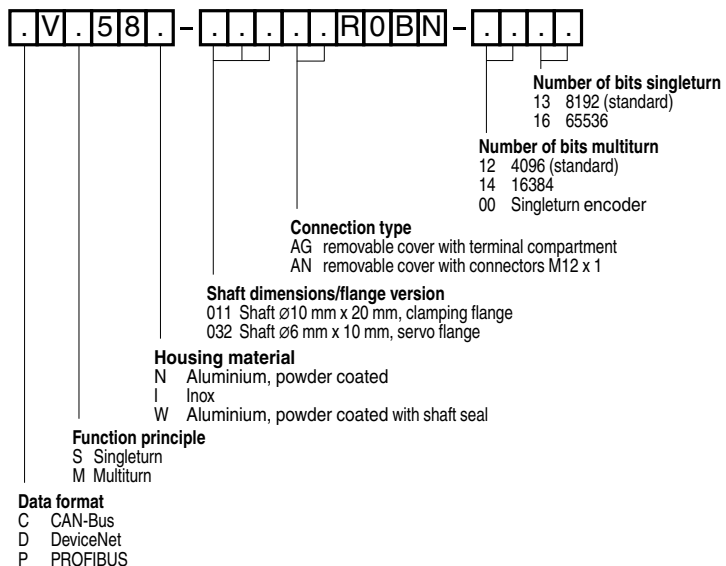 . V . 5 8 . - . . . . . R 0 B N - . . . .
Number of bits singleturn
13 8192 (standard)
16 65536
Number of bits multiturn
12 4096 (standard)
14 16384
00 Singleturn encoder
Connection type
AG removable cover with terminal compartment
AN removable cover with connectors M12 x 1
Shaft dimensions/flange version
011 Shaft ø10 mm x 20 mm, clamping flange
032 Shaft ø6 mm x 10 mm, servo flange
Housing material
N Aluminium, powder coated
I Inox
W Aluminium, powder coated with shaft seal
Function principle
S Singleturn
M Multiturn
Data format
C CAN-Bus
D DeviceNet
P PROFIBUS